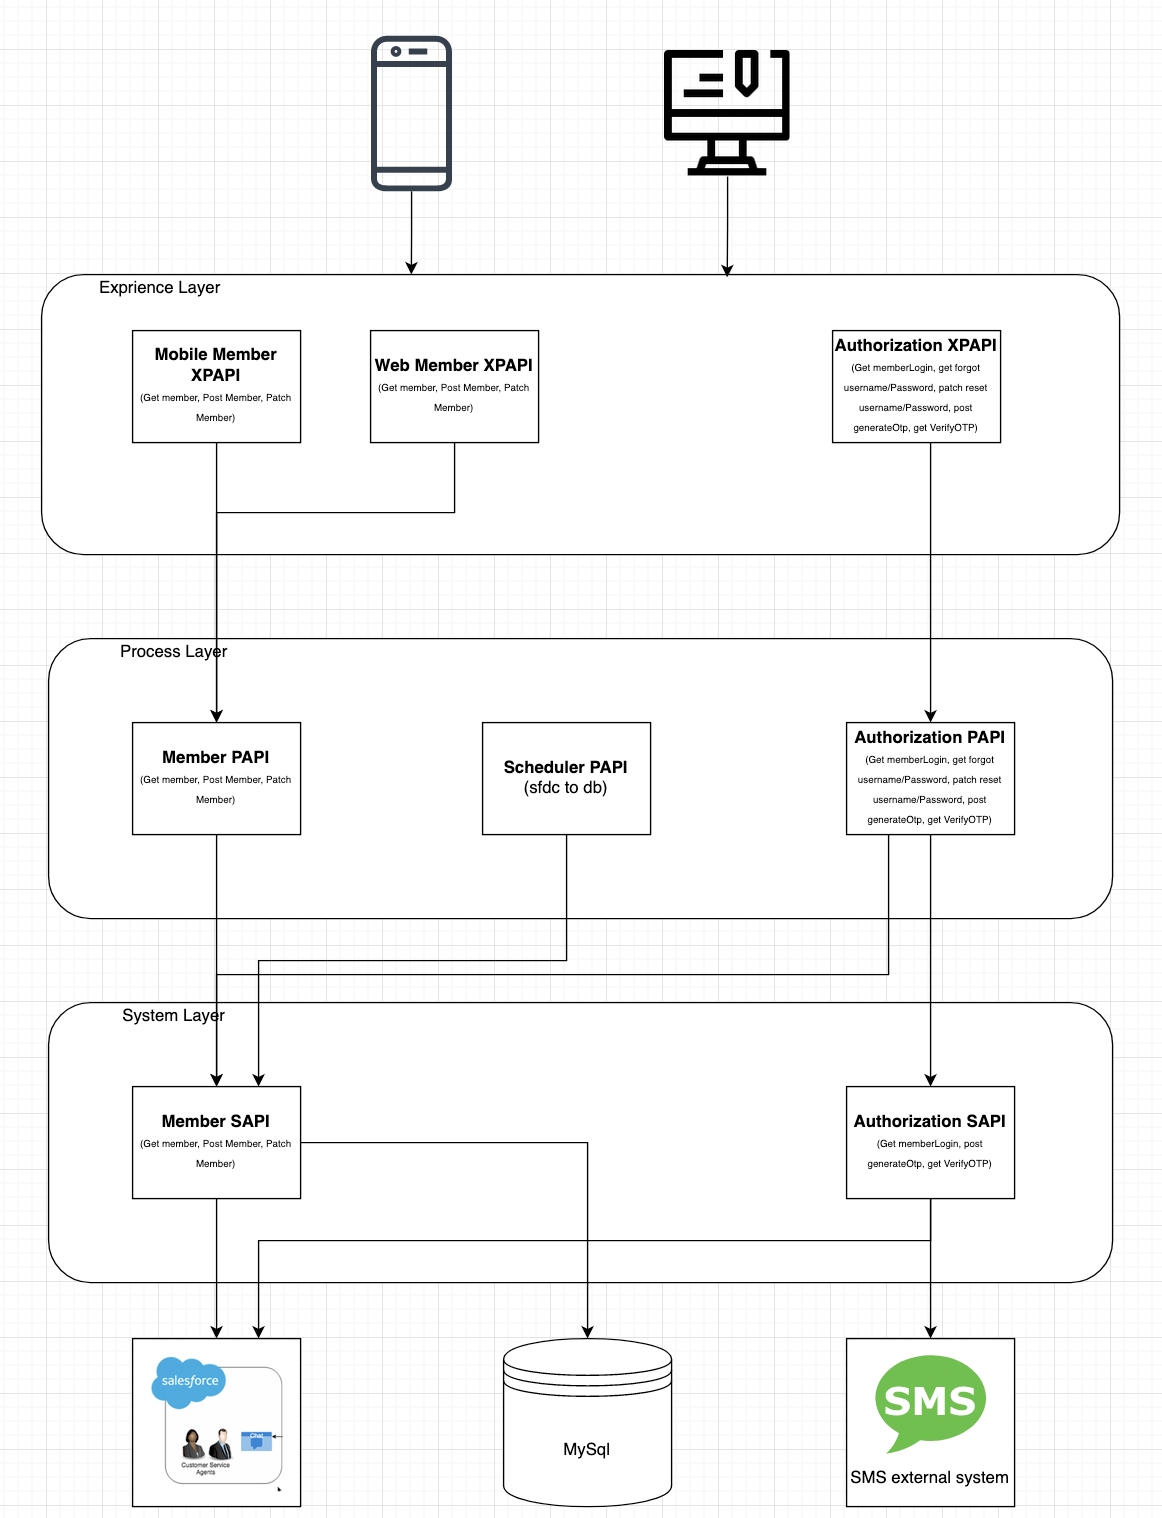 Exprience Layer
Mobile Member
XPAPI
(Get member, Post Member, Patch
Member)
Web Member XPAPI
(Get member, Post Member, Patch
Member)
Authorization XPAPI
(Get memberLogin, get forgot
username/Password, patch reset
username/Password, post
generateOtp, get VerifyOTP)
Process Layer
Member PAPI
(Get member, Post Member, Patch
Member)
Scheduler PAPI
(sfdc to db)
Authorization PAPI
(Get memberLogin, get forgot
username/Password, patch reset
username/Password, post
generateOtp, get VerifyOTP)
System Layer
Member SAPI
(Get member, Post Member, Patch
Member)
Authorization SAPI
(Get memberLogin, post
generateOtp, get VerifyOTP)
salesforce
Chat
Customer Service
Agents
MySql
SMS
SMS external system